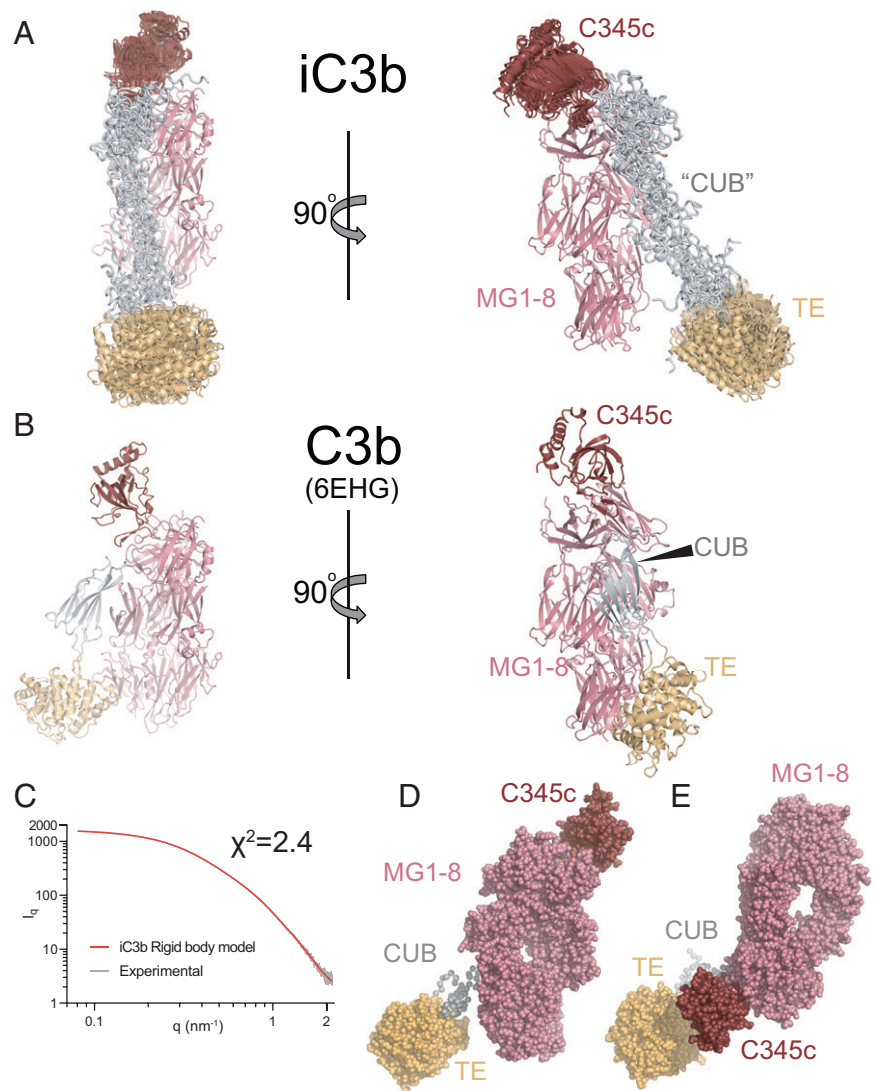 A
iC3b
90°
C345c
“CUB”
MG1-8
TE
B
C3b
(6EHG)
90°
C345c
CUB
MG1-8
TE
C
χ²=2.4
2000
1000
100
10
1
Iq
0.1
1
2
q (nm⁻¹)
iC3b Rigid body model
Experimental
D
C345c
MG1-8
CUB
TE
E
MG1-8
CUB
TE
C345c